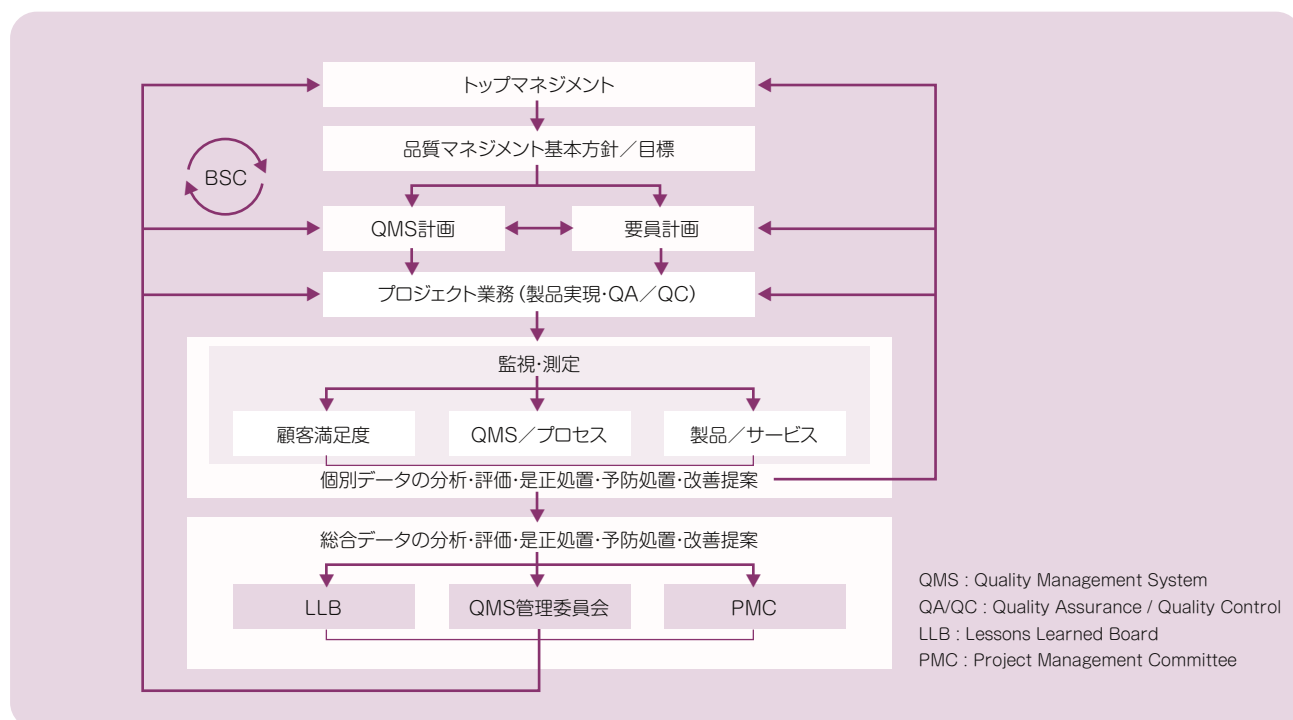 トップマネジメント
品質マネジメント基本方針／目標
BSC
QMS計画
要員計画
プロジェクト業務（製品実現・QA／QC）
監視・測定
顧客満足度
QMS／プロセス
製品／サービス
個別データの分析・評価・是正処置・予防処置・改善提案
総合データの分析・評価・是正処置・予防処置・改善提案
LLB
QMS管理委員会
PMC
QMS : Quality Management System
QA/QC : Quality Assurance / Quality Control
LLB : Lessons Learned Board
PMC : Project Management Committee